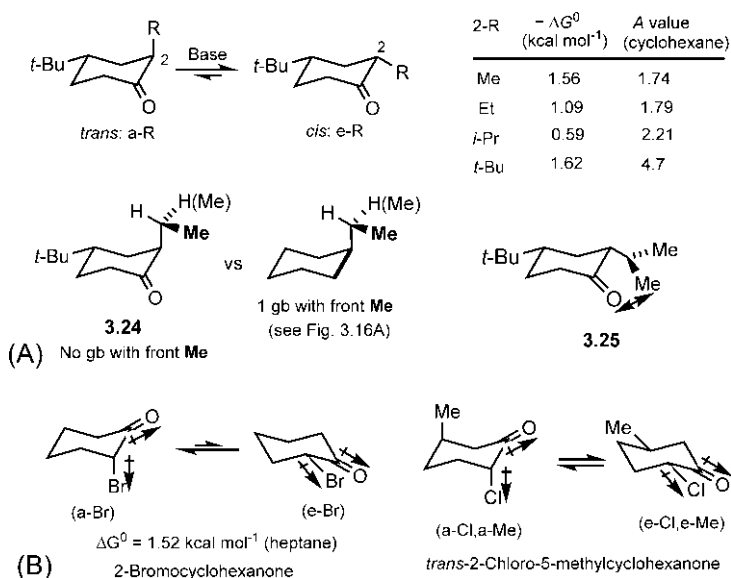 R
2
t-Bu
O
trans: a-R
Base
2
t-Bu
R
O
cis: e-R
2-R − ΔG⁰ (kcal mol⁻¹) A value (cyclohexane)
Me 1.56 1.74
Et 1.09 1.79
i-Pr 0.59 2.21
t-Bu 1.62 4.7
H H(Me)
Me
t-Bu
O
3.24
No gb with front Me
vs
H H(Me)
Me
1 gb with front Me
(see Fig. 3.16A)
t-Bu
Me
Me
O
3.25
(A)
O
Br
(a-Br)
Br
O
(e-Br)
ΔG⁰ = 1.52 kcal mol⁻¹ (heptane)
2-Bromocyclohexanone
Me
O
Cl
(a-Cl,a-Me)
Me
Cl
O
(e-Cl,e-Me)
trans-2-Chloro-5-methylcyclohexanone
(B)